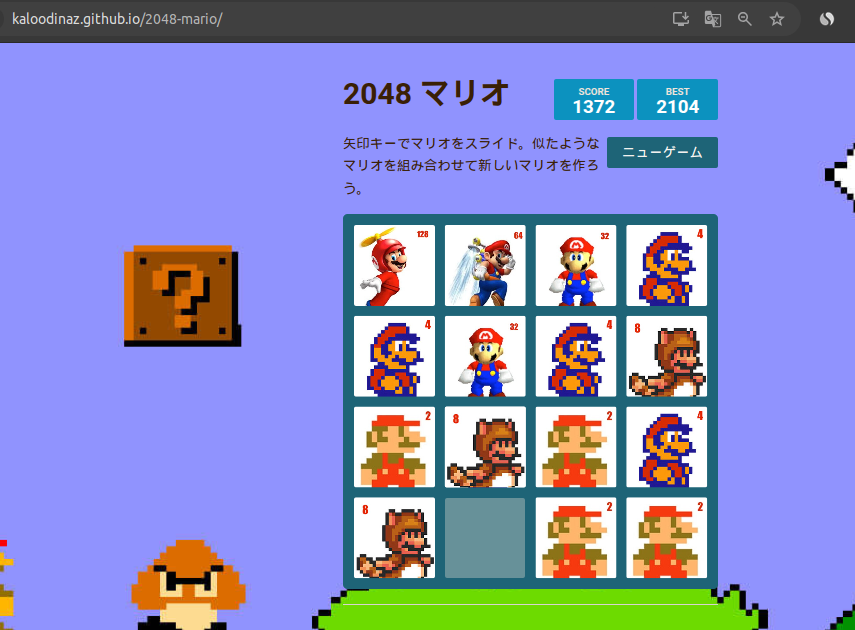 kaloodinaz.github.io/2048-mario/
2048 マリオ
SCORE
1372
BEST
2104
矢印キーでマリオをスライド。似たような
マリオを組み合わせて新しいマリオを作ろ
う。
ニューゲーム
128 64 32 4
4 32 4 8
2 8 2 4
8 2 2